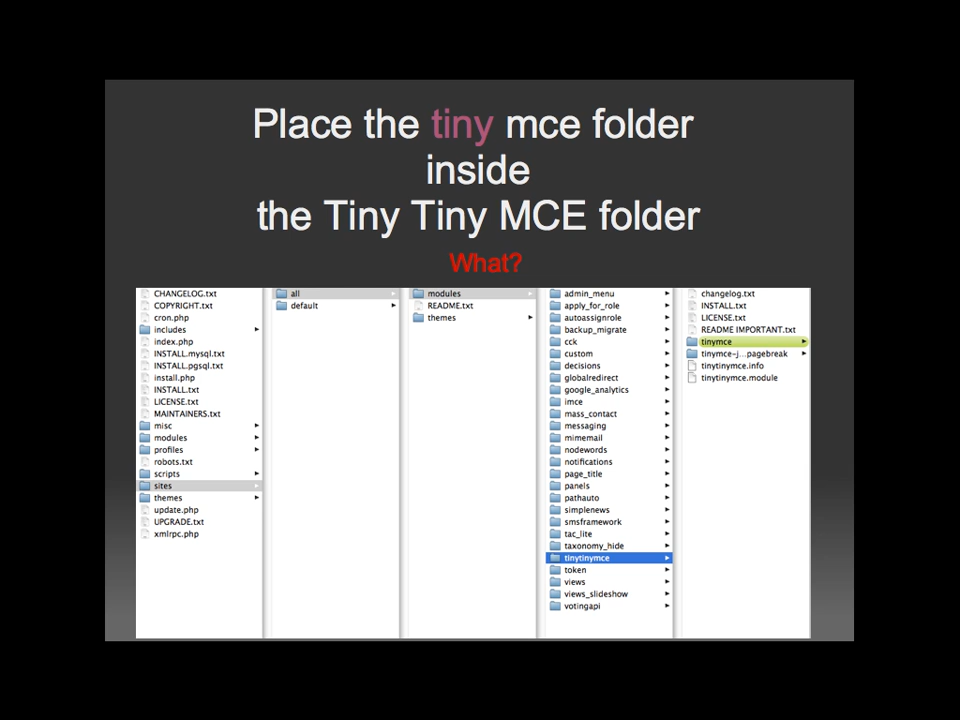 Place the tiny mce folder
inside
the Tiny Tiny MCE folder
What?
CHANGELOG.txt
COPYRIGHT.txt
cron.php
includes
index.php
INSTALL.mysql.txt
INSTALL.pgsql.txt
install.php
INSTALL.txt
LICENSE.txt
MAINTAINERS.txt
misc
modules
profiles
robots.txt
scripts
sites
themes
update.php
UPGRADE.txt
xmlrpc.php
all
default
modules
README.txt
themes
admin_menu
apply_for_role
autoassignrole
backup_migrate
cck
custom
decisions
globalredirect
google_analytics
imce
mass_contact
messaging
mimemail
nodewords
notifications
page_title
panels
pathauto
simplenews
smsframework
tac_lite
taxonomy_hide
tinytinymce
token
views
views_slideshow
votingapi
changelog.txt
INSTALL.txt
LICENSE.txt
README IMPORTANT.txt
tinymce
tinymce-j...pagebreak
tinytinymce.info
tinytinymce.module